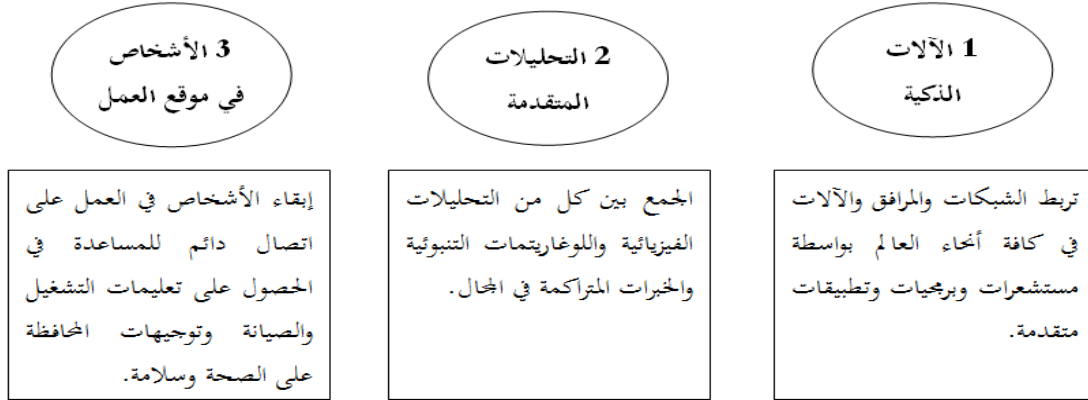 1 الآلات
الذكية
2 التحليلات
المتقدمة
3 الأشخاص
في موقع العمل
تربط الشبكات والمرافق والآلات
في كافة أنحاء العالم بواسطة
مستشعرات وبرمجيات وتطبيقات
متقدمة.
الجمع بين كل من التحليلات
الفيزيائية واللوغاريتمات التنبوئية
والخبرات المتراكمة في المجال.
إبقاء الأشخاص في العمل على
اتصال دائم للمساعدة في
الحصول على تعليمات التشغيل
والصيانة وتوجيهات المحافظة
على الصحة وسلامة.